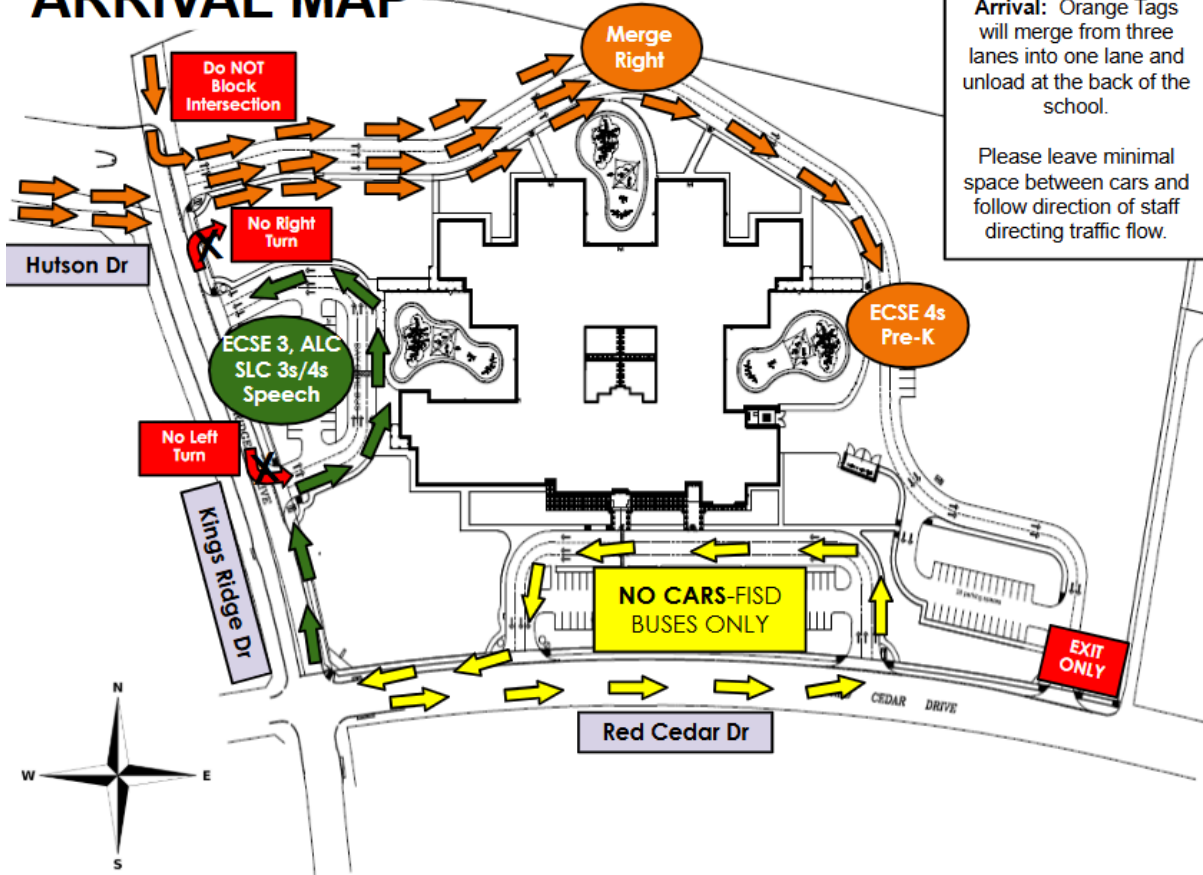 ARRIVAL MAP
Arrival: Orange Tags
will merge from three
lanes into one lane and
unload at the back of the
school.
Please leave minimal
space between cars and
follow direction of staff
directing traffic flow.
Merge
Right
Do NOT
Block
Intersection
No Right
Turn
Hutson Dr
ECSE 3, ALC
SLC 3s/4s
Speech
ECSE 4s
Pre-K
No Left
Turn
Kings Ridge Dr
NO CARS-FISD
BUSES ONLY
EXIT
ONLY
CEDAR DRIVE
Red Cedar Dr
N
W
E
S